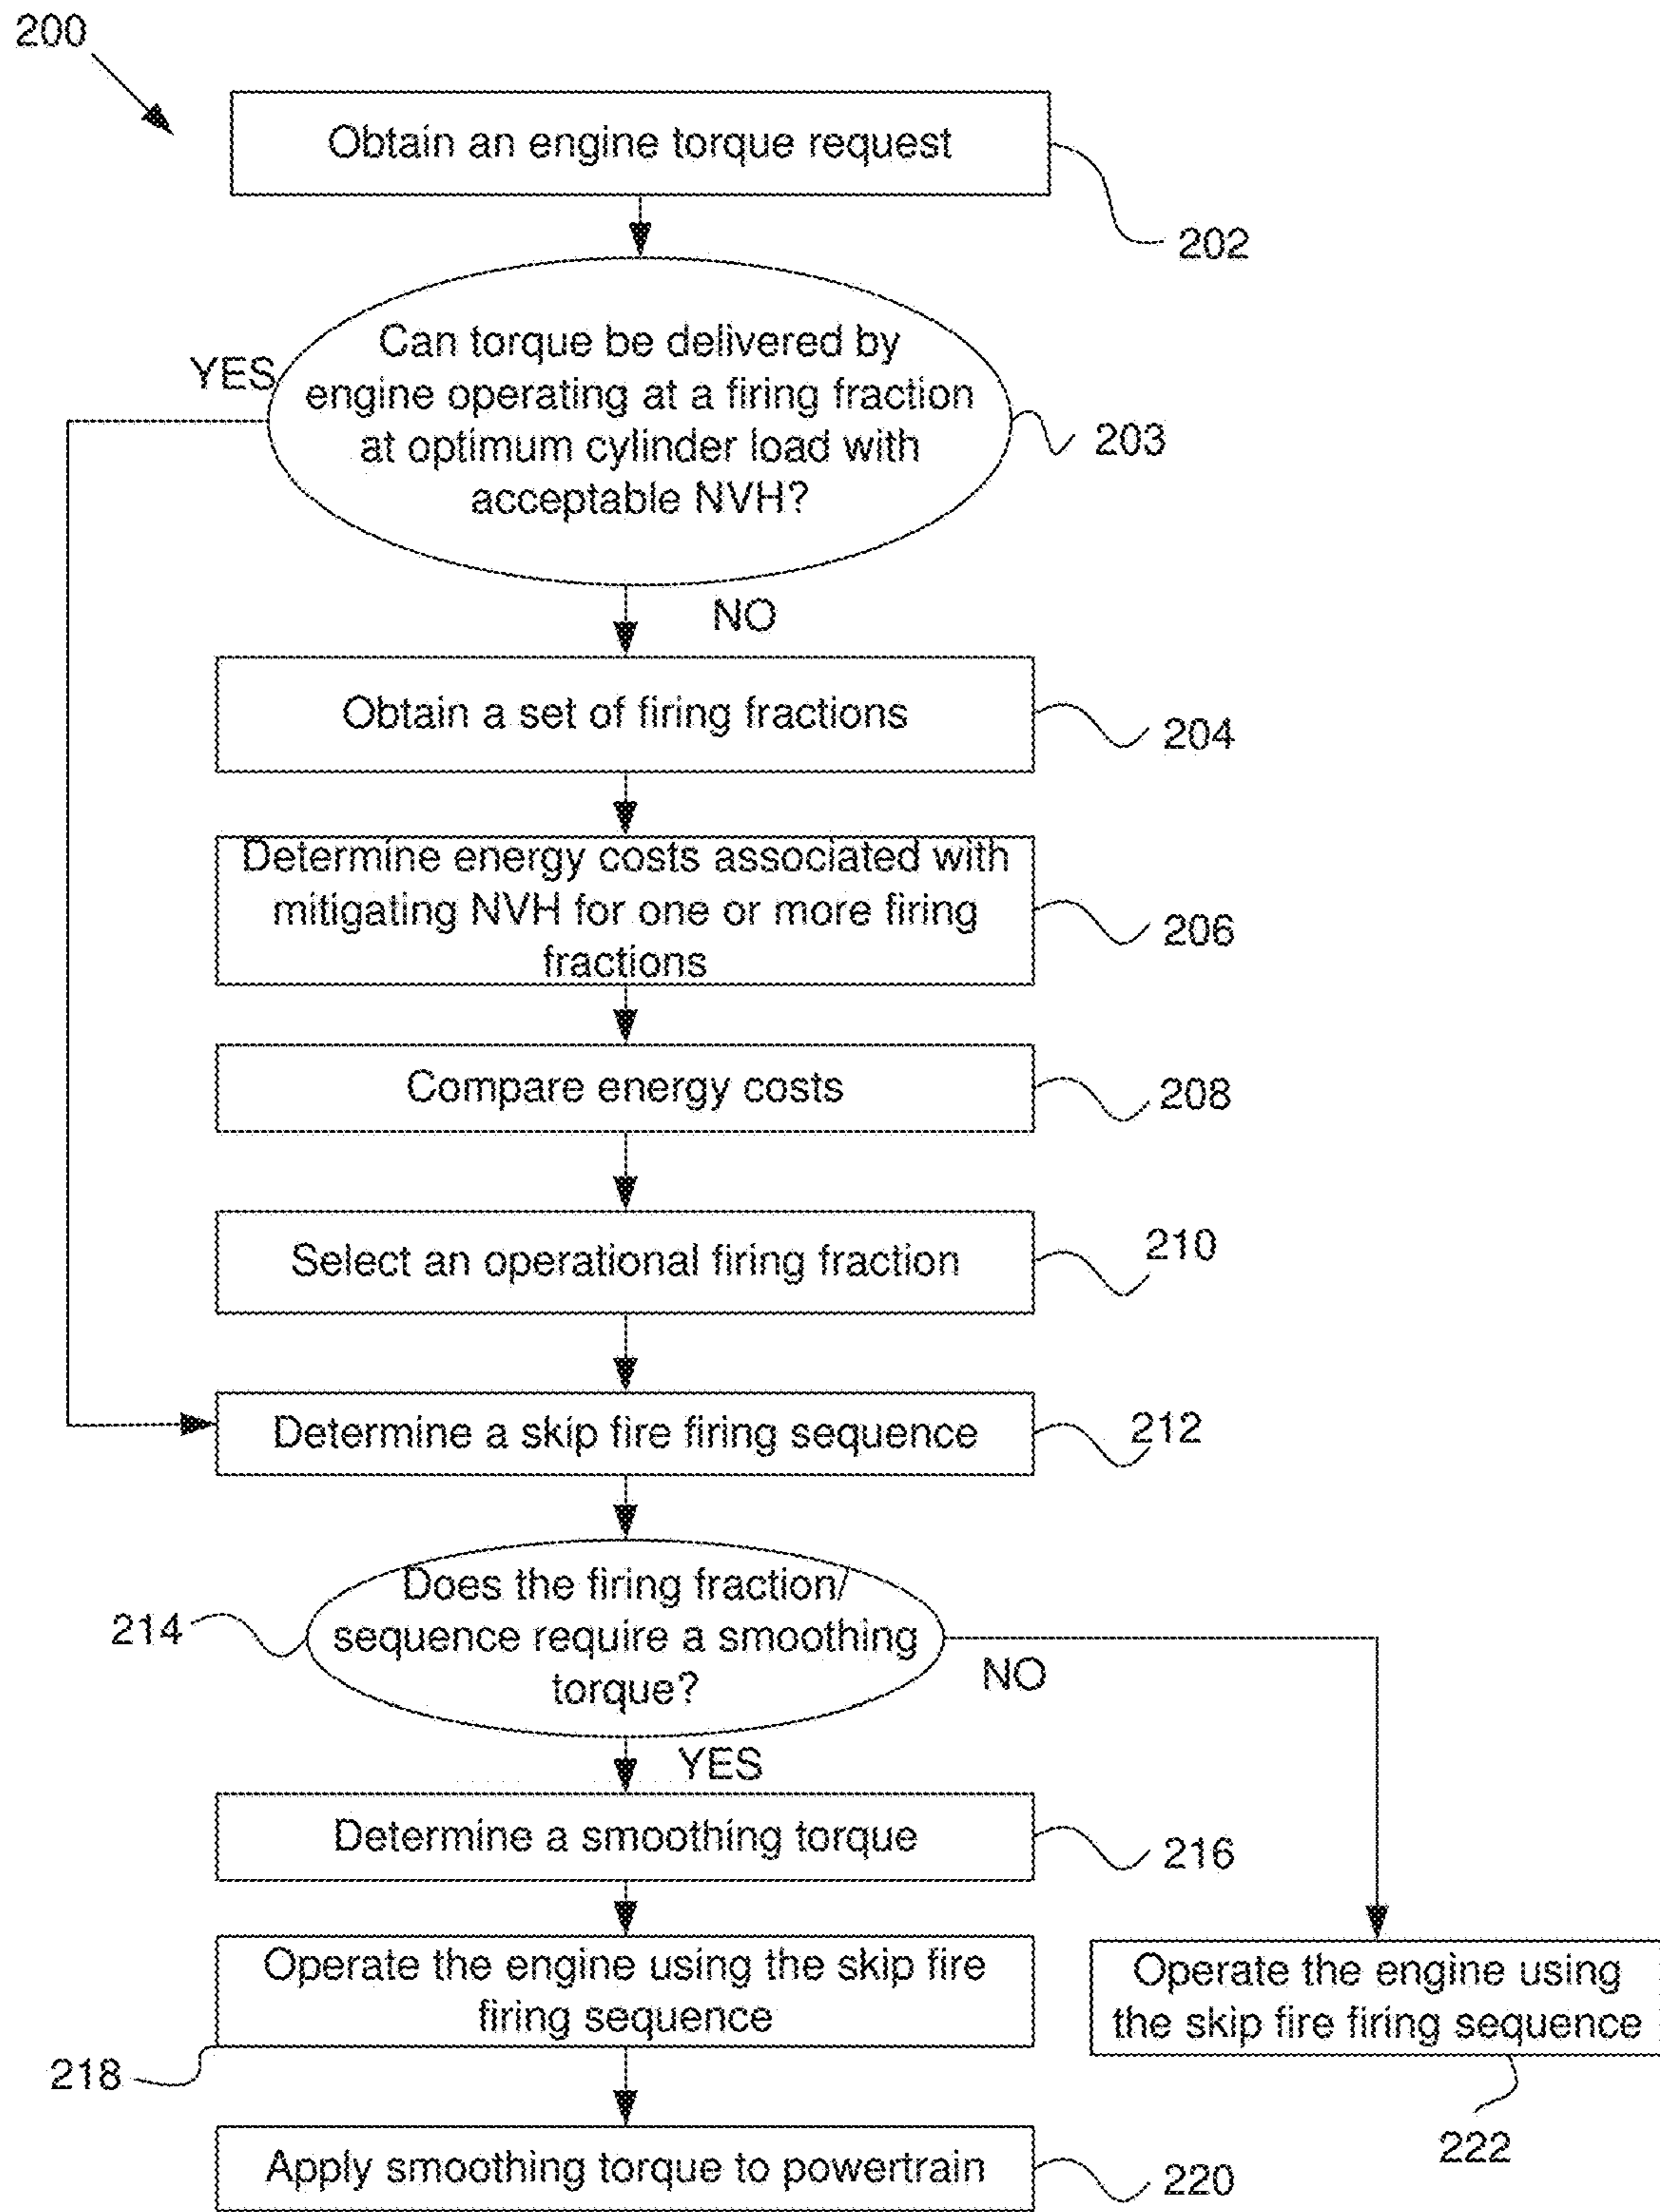 200
Obtain an engine torque request
202
Can torque be delivered by
engine operating at a firing fraction
at optimum cylinder load with
acceptable NVH?
YES
203
NO
Obtain a set of firing fractions
204
Determine energy costs associated with
mitigating NVH for one or more firing
fractions
206
Compare energy costs
208
Select an operational firing fraction
210
Determine a skip fire firing sequence
212
Does the firing fraction/
sequence require a smoothing
torque?
214
NO
YES
Determine a smoothing torque
216
Operate the engine using the skip fire
firing sequence
218
Operate the engine using
the skip fire firing sequence
222
Apply smoothing torque to powertrain
220